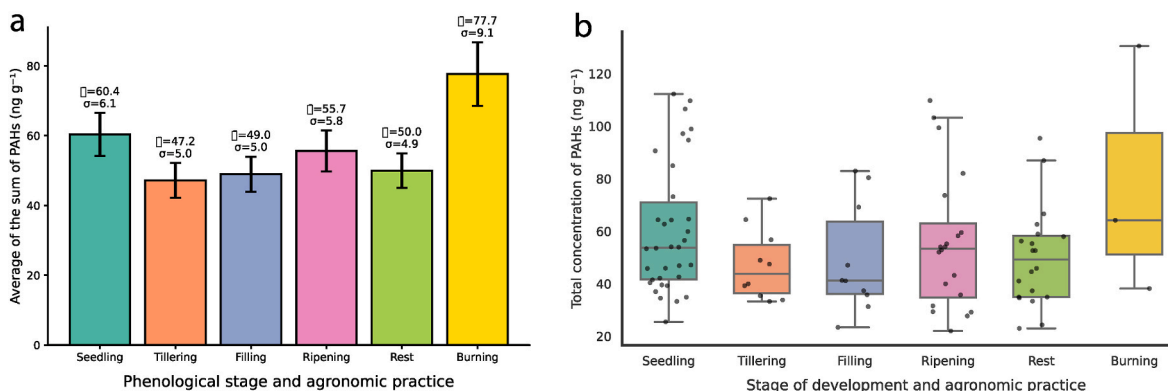 a
▯=60.4
σ=6.1
▯=47.2
σ=5.0
▯=49.0
σ=5.0
▯=55.7
σ=5.8
▯=50.0
σ=4.9
▯=77.7
σ=9.1
Average of the sum of PAHs (ng g⁻¹)
80
60
40
20
0
Seedling Tillering Filling Ripening Rest Burning
Phenological stage and agronomic practice
b
Total concentration of PAHs (ng g⁻¹)
120
100
80
60
40
20
Seedling Tillering Filling Ripening Rest Burning
Stage of development and agronomic practice